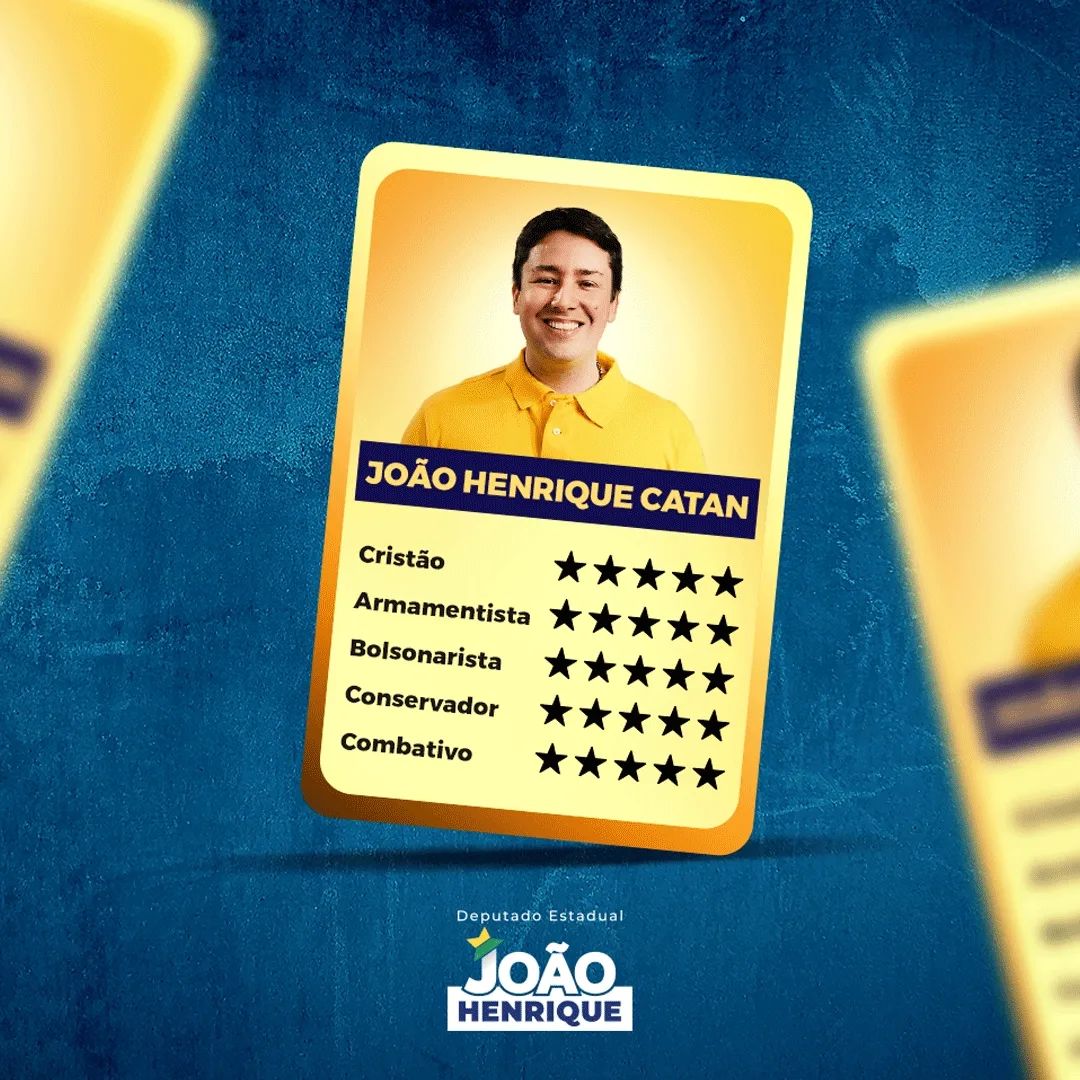 JOÃO HENRIQUE CATAN
Cristão ★★★★★
Armamentista ★★★★★
Bolsonarista ★★★★★
Conservador ★★★★★
Combativo ★★★★★
Deputado Estadual
JOÃO
HENRIQUE